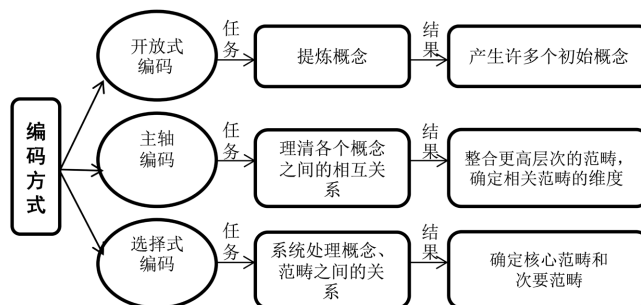 编码方式
开放式
编码
任务
提炼概念
结果
产生许多个初始概念
主轴
编码
任务
理清各个概念
之间的相互关
系
结果
整合更高层次的范畴，
确定相关范畴的维度
选择式
编码
任务
系统处理概念、
范畴之间的关
系
结果
确定核心范畴和
次要范畴